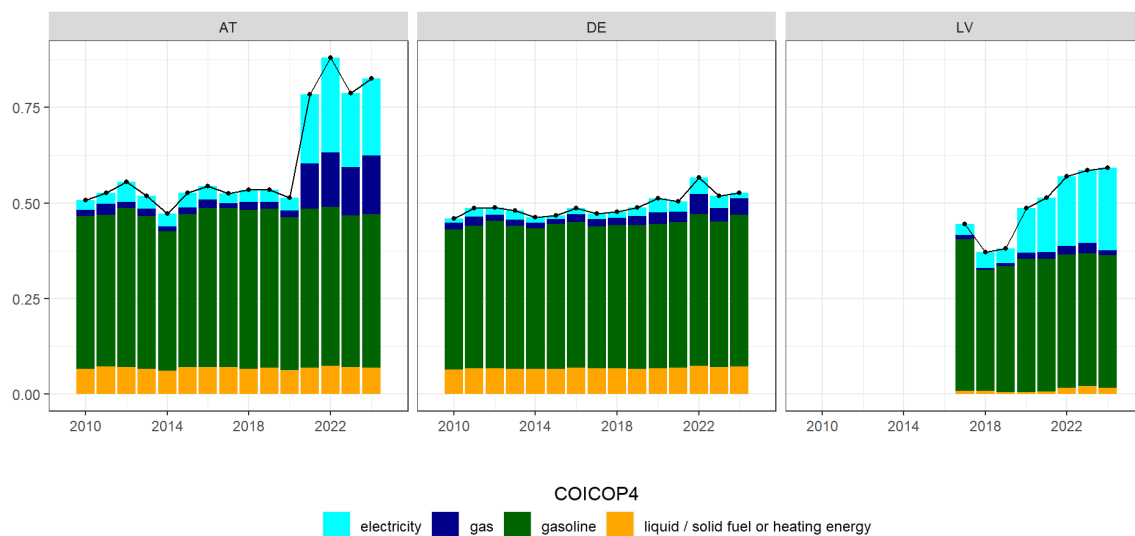 AT DE LV
0.75
0.50
0.25
0.00
2010 2014 2018 2022 2010 2014 2018 2022 2010 2014 2018 2022
COICOP4
electricity gas gasoline liquid / solid fuel or heating energy